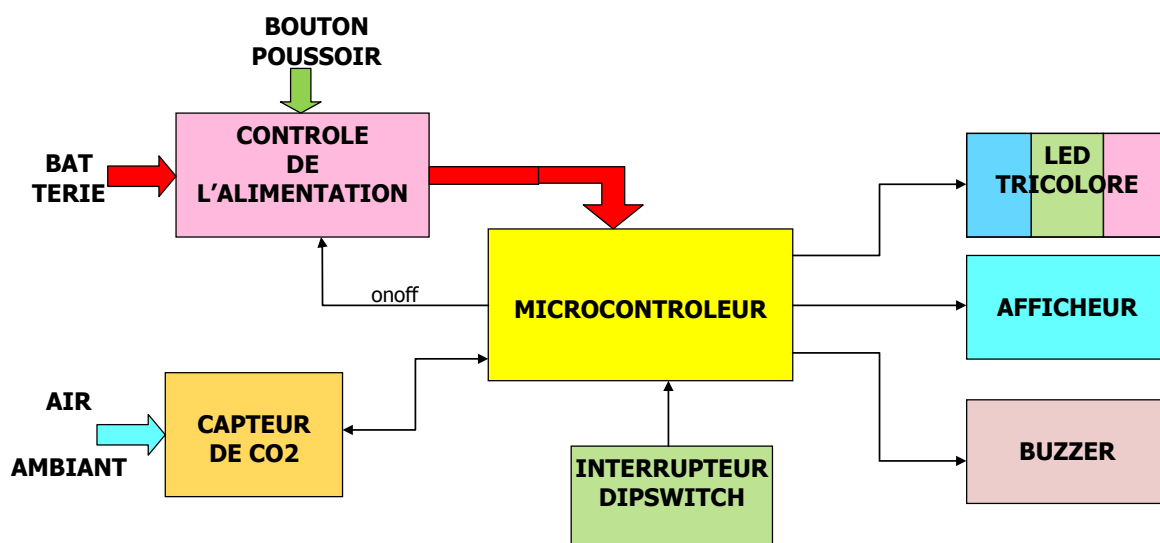 BOUTON
POUSSOIR
CONTROLE
DE
L’ALIMENTATION
BAT
TERIE
LED
TRICOLORE
onoff
MICROCONTROLEUR
AFFICHEUR
AIR
AMBIANT
CAPTEUR
DE CO2
INTERRUPTEUR
DIPSWITCH
BUZZER